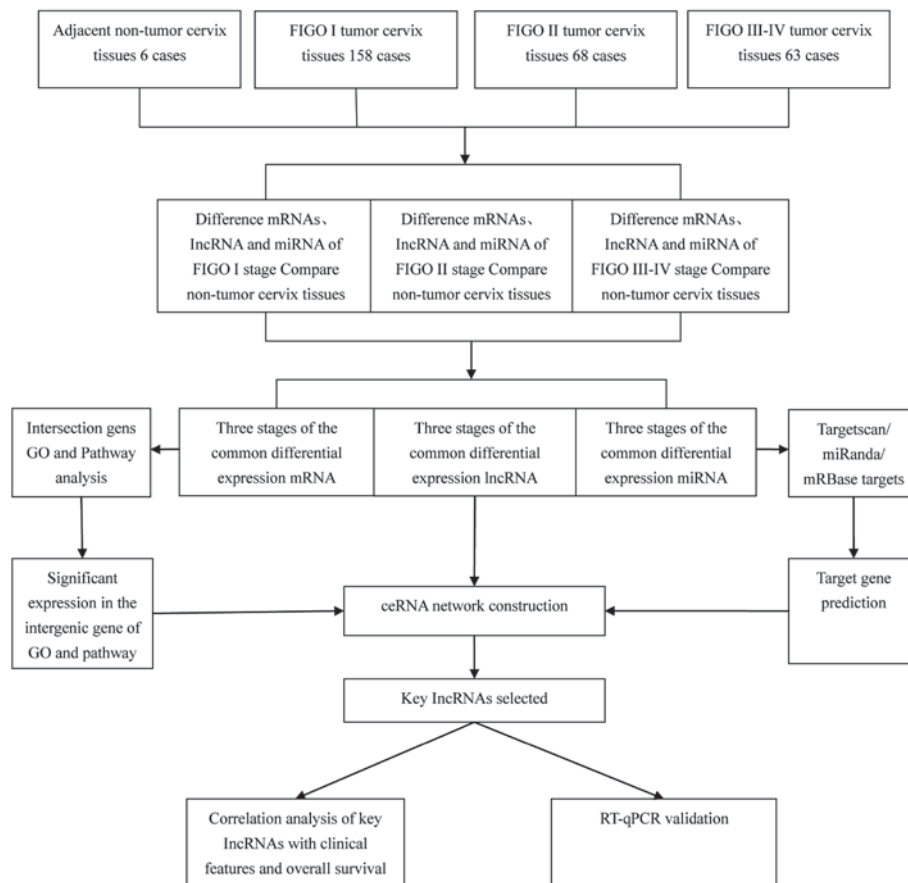 Adjacent non-tumor cervix
tissues 6 cases
FIGO I tumor cervix
tissues 158 cases
FIGO II tumor cervix
tissues 68 cases
FIGO III-IV tumor cervix
tissues 63 cases
Difference mRNAs、
lncRNA and miRNA of
FIGO I stage Compare
non-tumor cervix tissues
Difference mRNAs、
lncRNA and miRNA of
FIGO II stage Compare
non-tumor cervix tissues
Difference mRNAs、
lncRNA and miRNA of
FIGO III-IV stage Compare
non-tumor cervix tissues
Intersection gens
GO and Pathway
analysis
Three stages of the
common differential
expression mRNA
Three stages of the
common differential
expression lncRNA
Three stages of the
common differential
expression miRNA
Targetscan/
miRanda/
mRBase targets
Significant
expression in the
intergenic gene of
GO and pathway
ceRNA network construction
Target gene
prediction
Key lncRNAs selected
Correlation analysis of key
lncRNAs with clinical
features and overall survival
RT-qPCR validation